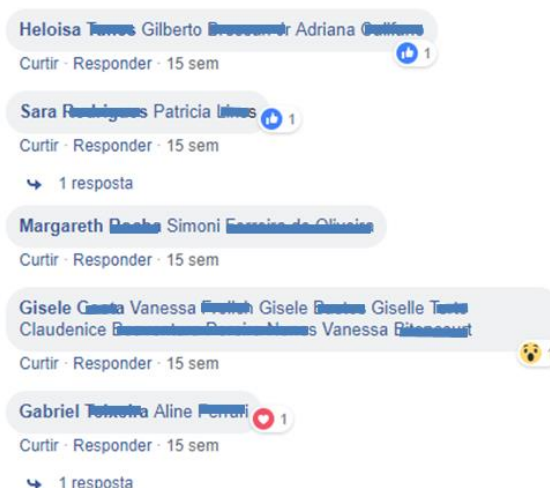 Heloisa Gilberto Jr Adriana
1
Curtir · Responder · 15 sem
Sara Patricia
1
Curtir · Responder · 15 sem
1 resposta
Margareth Simoni
Curtir · Responder · 15 sem
Gisele Vanessa Gisele Giselle
Claudenice Vanessa
Curtir · Responder · 15 sem
Gabriel Aline
1
Curtir · Responder · 15 sem
1 resposta